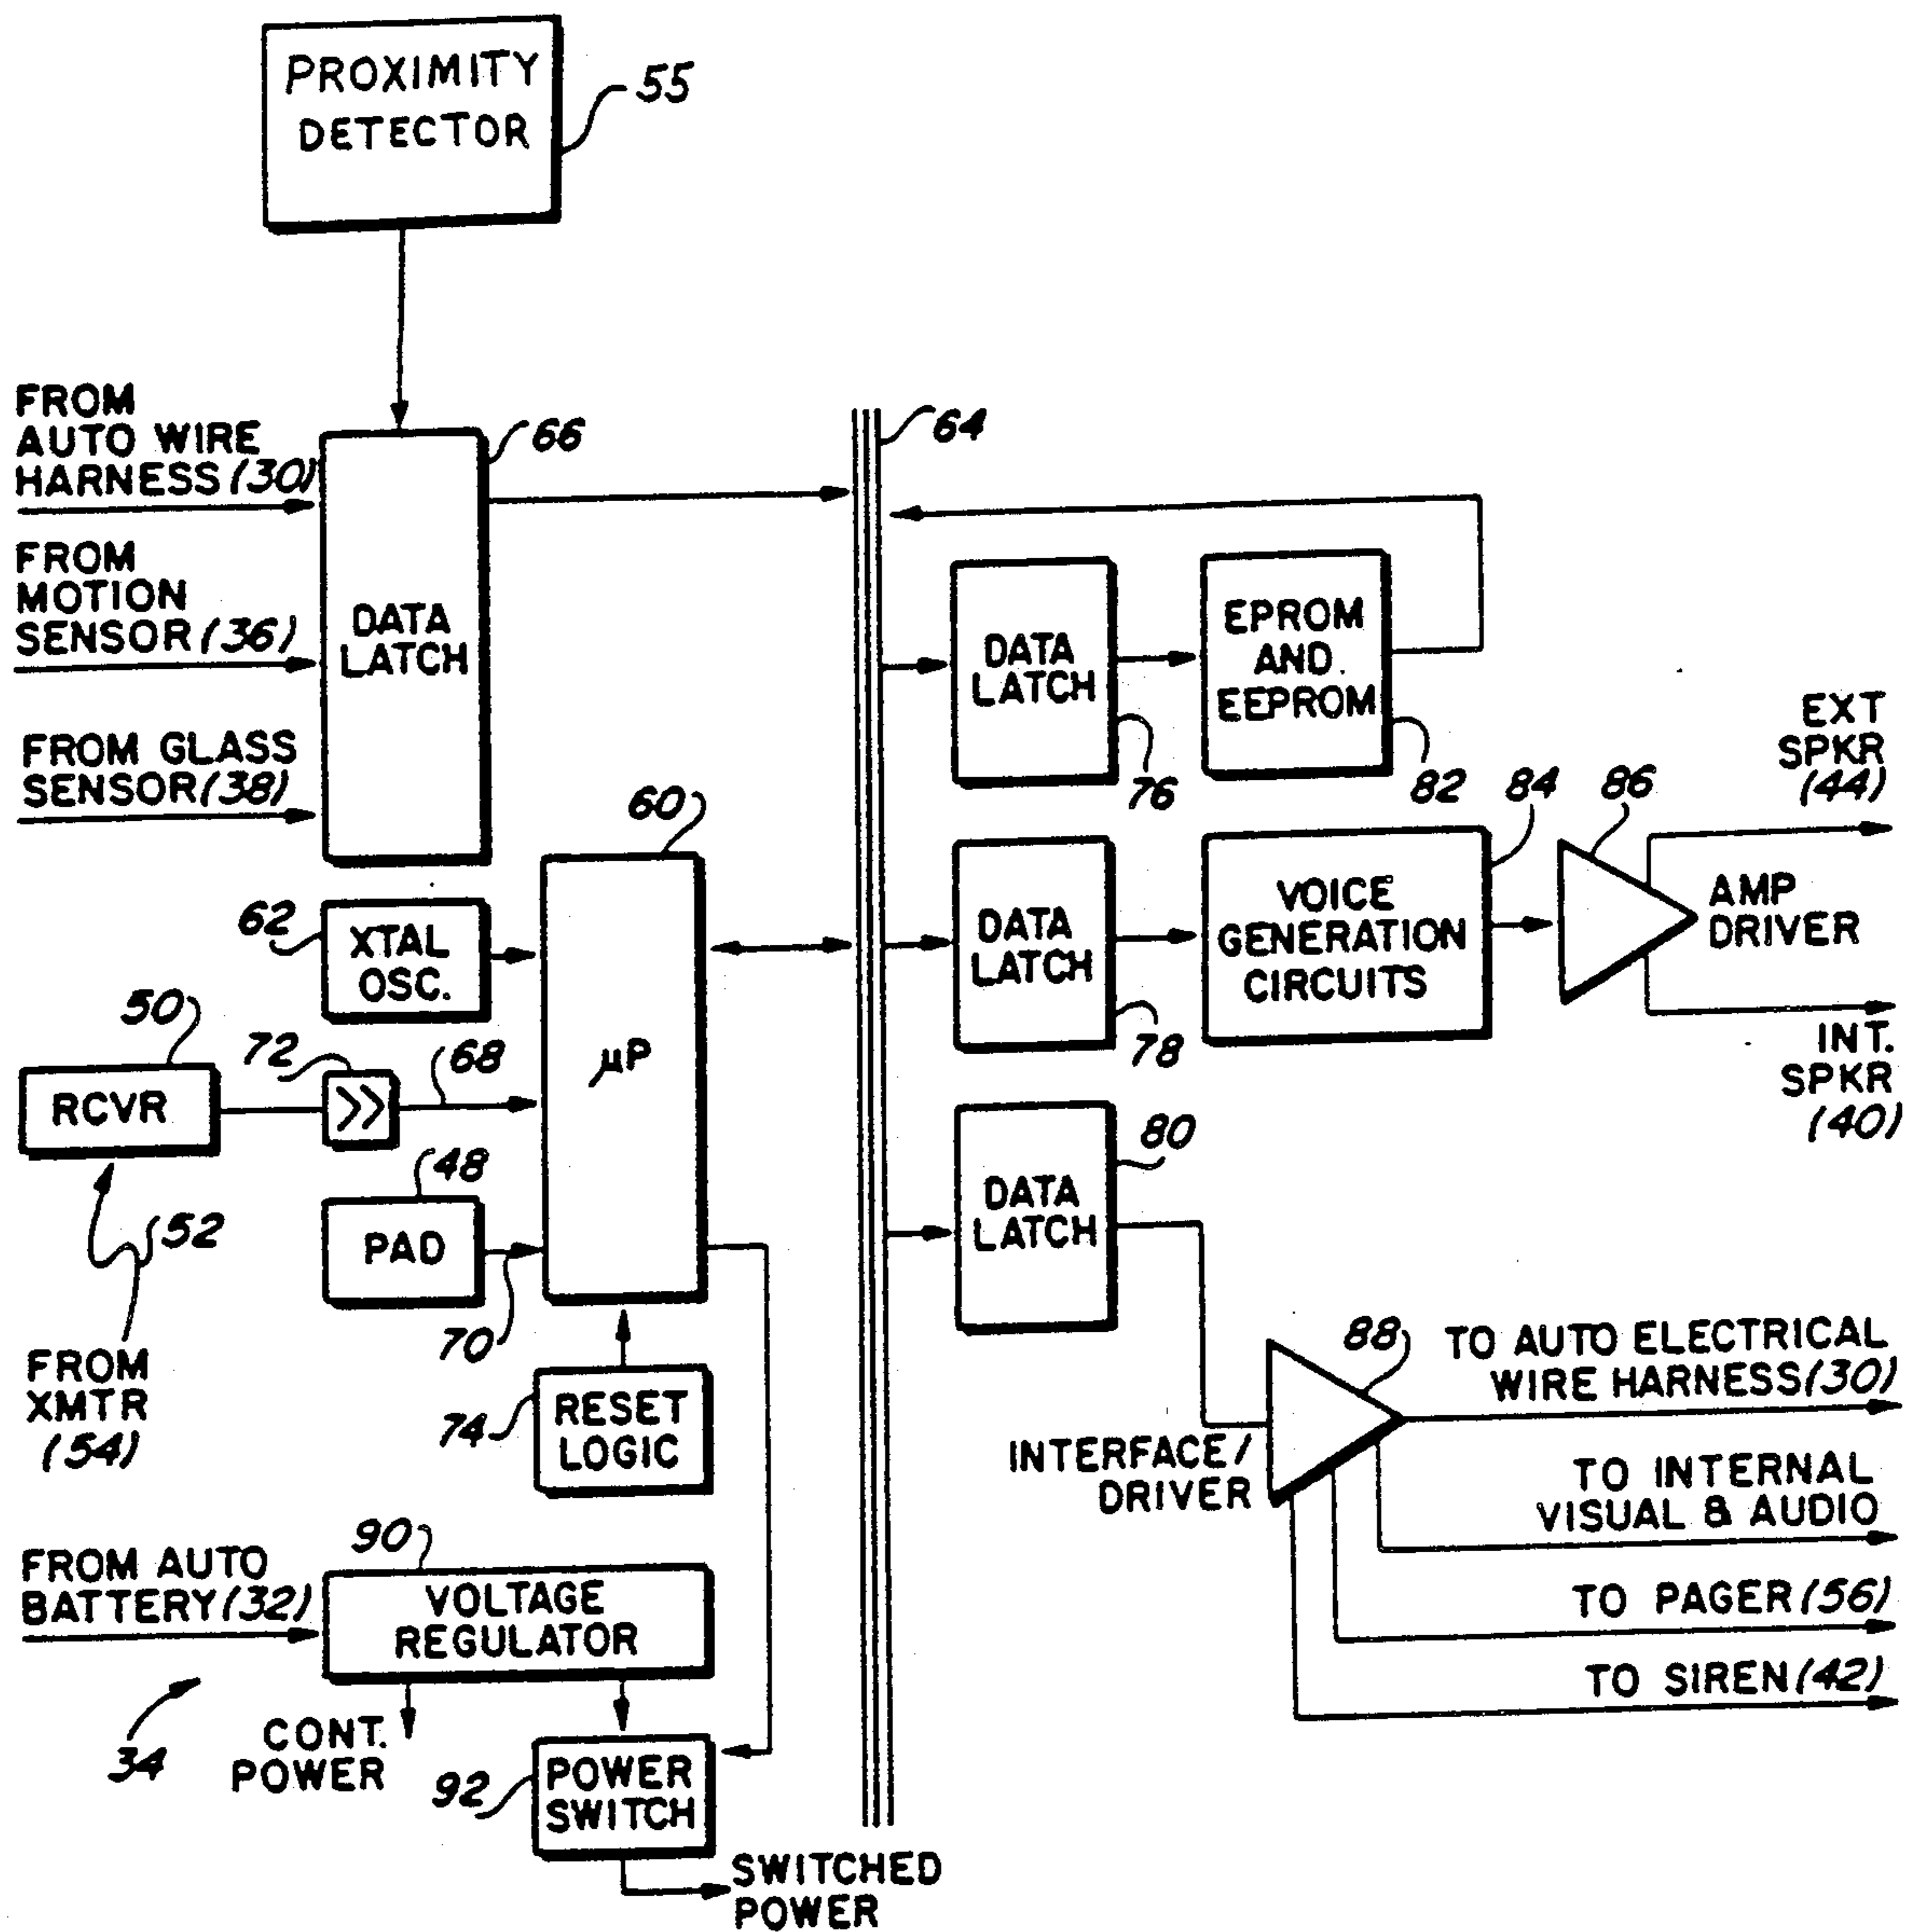 PROXIMITY
DETECTOR
55
FROM
AUTO WIRE
HARNESS (30)
66
64
FROM
MOTION
SENSOR (36)
DATA
LATCH
FROM GLASS
SENSOR (38)
DATA
LATCH
76
EPROM
AND.
EEPROM
82
EXT
SPKR
(44)
60
62
XTAL
OSC.
μP
DATA
LATCH
78
VOICE
GENERATION
CIRCUITS
84
86
AMP
DRIVER
INT.
SPKR
(40)
50
RCVR
72
>>
68
48
PAD
70
52
FROM
XMTR
(54)
74
RESET
LOGIC
DATA
LATCH
80
88
INTERFACE/
DRIVER
TO AUTO ELECTRICAL
WIRE HARNESS (30)
TO INTERNAL
VISUAL & AUDIO
TO PAGER (56)
TO SIREN (42)
90
FROM AUTO
BATTERY (32)
VOLTAGE
REGULATOR
34
CONT.
POWER
92
POWER
SWITCH
SWITCHED
POWER